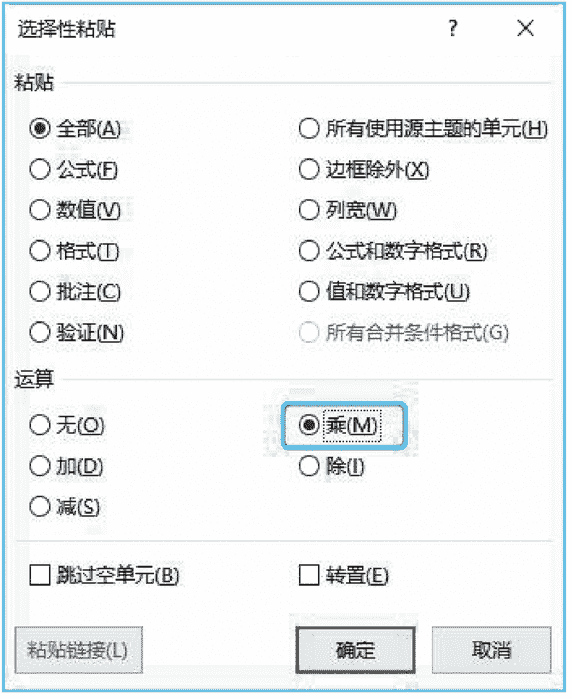 选择性粘贴 ? ×
粘贴
全部(A) 所有使用源主题的单元(H)
公式(F) 边框除外(X)
数值(V) 列宽(W)
格式(T) 公式和数字格式(R)
批注(C) 值和数字格式(U)
验证(N) 所有合并条件格式(G)
运算
无(O) 乘(M)
加(D) 除(I)
减(S)
跳过空单元(B) 转置(E)
粘贴链接(L) 确定 取消